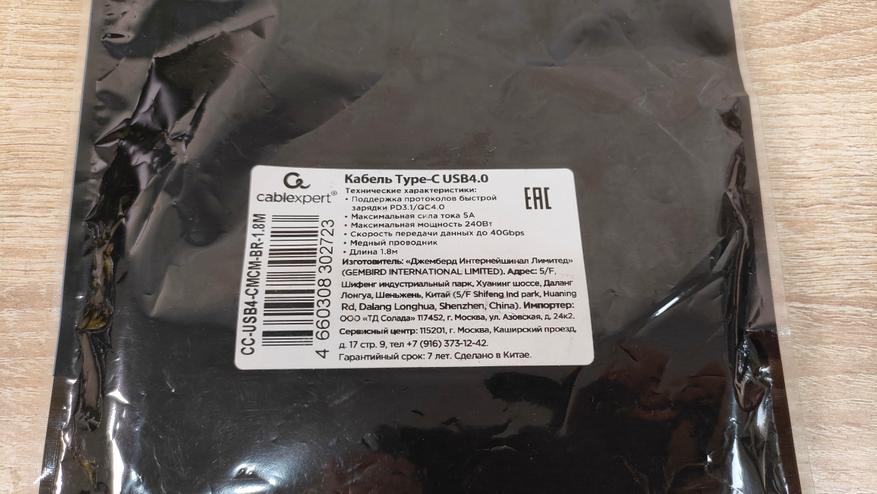 cablexpert®
CC-USB4-CMCM-BR-1.8M
4 660308 302723
Кабель Type-C USB4.0
Технические характеристики:
• Поддержка протоколов быстрой
зарядки PD3.1/QC4.0
• Максимальная сила тока 5А
• Максимальная мощность 240Вт
• Скорость передачи данных до 40Gbps
• Медный проводник
• Длина 1.8м
EAC
Изготовитель: «Джемберд Интернейшинал Лимитед»
(GEMBIRD INTERNATIONAL LIMITED). Адрес: 5/F,
Шифенг индустриальный парк, Хуанинг шоссе, Даланг
Лонгуа, Шеньжень, Китай (5/F Shifeng Ind park, Huaning
Rd, Dalang Longhua, Shenzhen, China). Импортер:
ООО «ТД Солада» 117452, г. Москва, ул. Азовская, д. 24к2.
Сервисный центр: 115201, г. Москва, Каширский проезд,
д. 17 стр. 9, тел +7 (916) 373-12-42.
Гарантийный срок: 7 лет. Сделано в Китае.